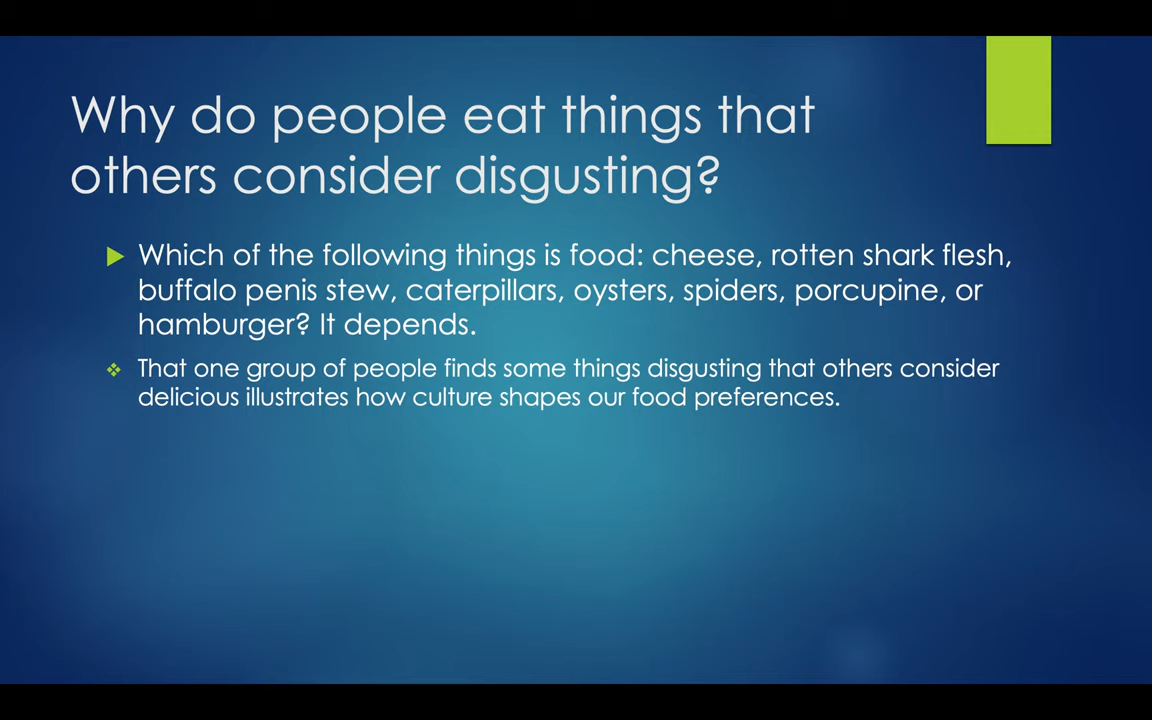 Why do people eat things that
others consider disgusting?
Which of the following things is food: cheese, rotten shark flesh,
buffalo penis stew, caterpillars, oysters, spiders, porcupine, or
hamburger? It depends.
That one group of people finds some things disgusting that others consider
delicious illustrates how culture shapes our food preferences.